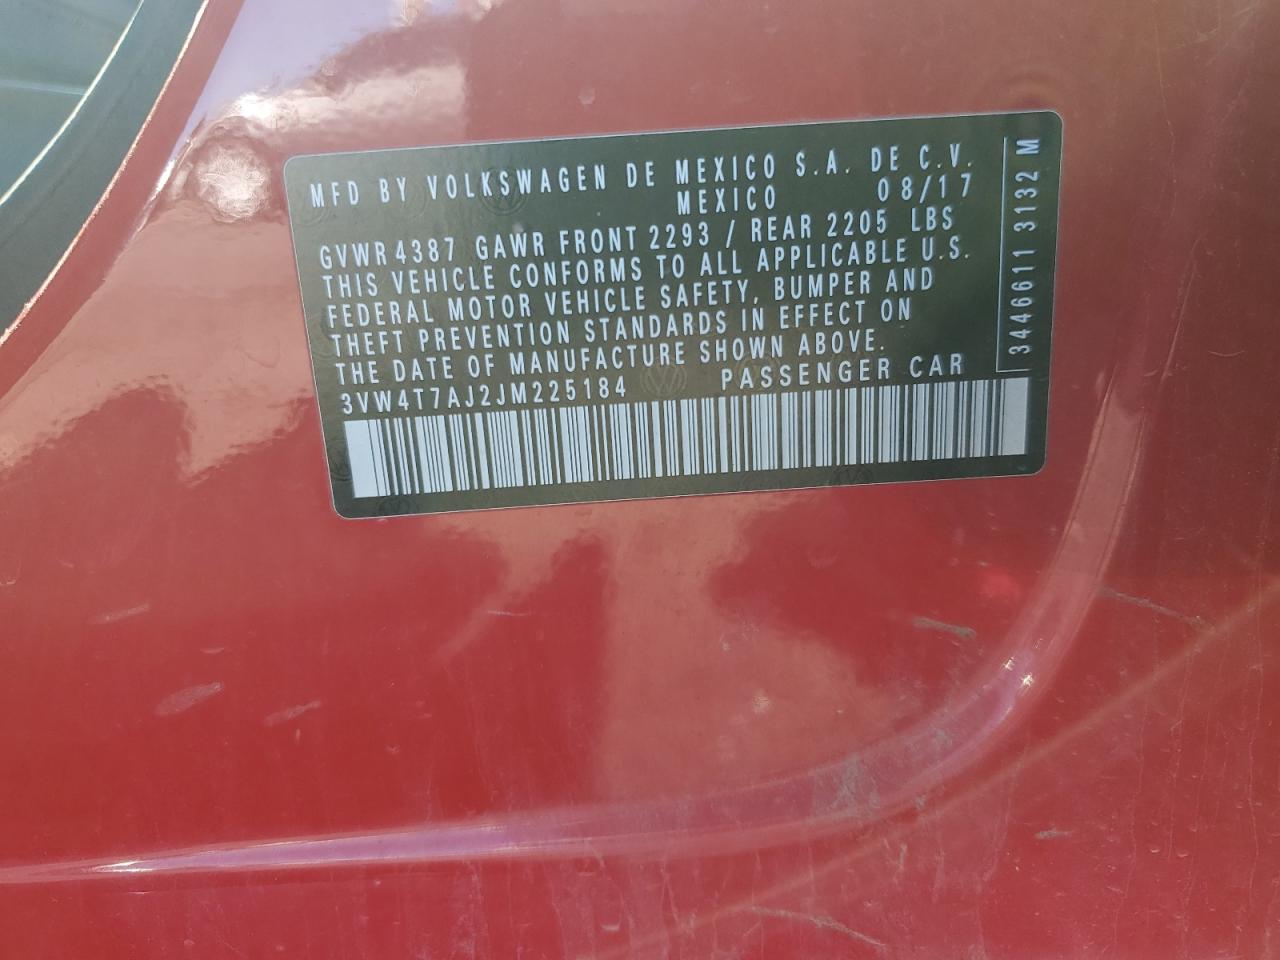 MFD BY VOLKSWAGEN DE MEXICO S.A. DE C.V.
MEXICO 08/17
GVWR 4387 GAWR FRONT 2293 / REAR 2205 LBS
THIS VEHICLE CONFORMS TO ALL APPLICABLE U.S.
FEDERAL MOTOR VEHICLE SAFETY, BUMPER AND
THEFT PREVENTION STANDARDS IN EFFECT ON
THE DATE OF MANUFACTURE SHOWN ABOVE.
3VW4T7AJ2JM225184 PASSENGER CAR
3446611 3132 M